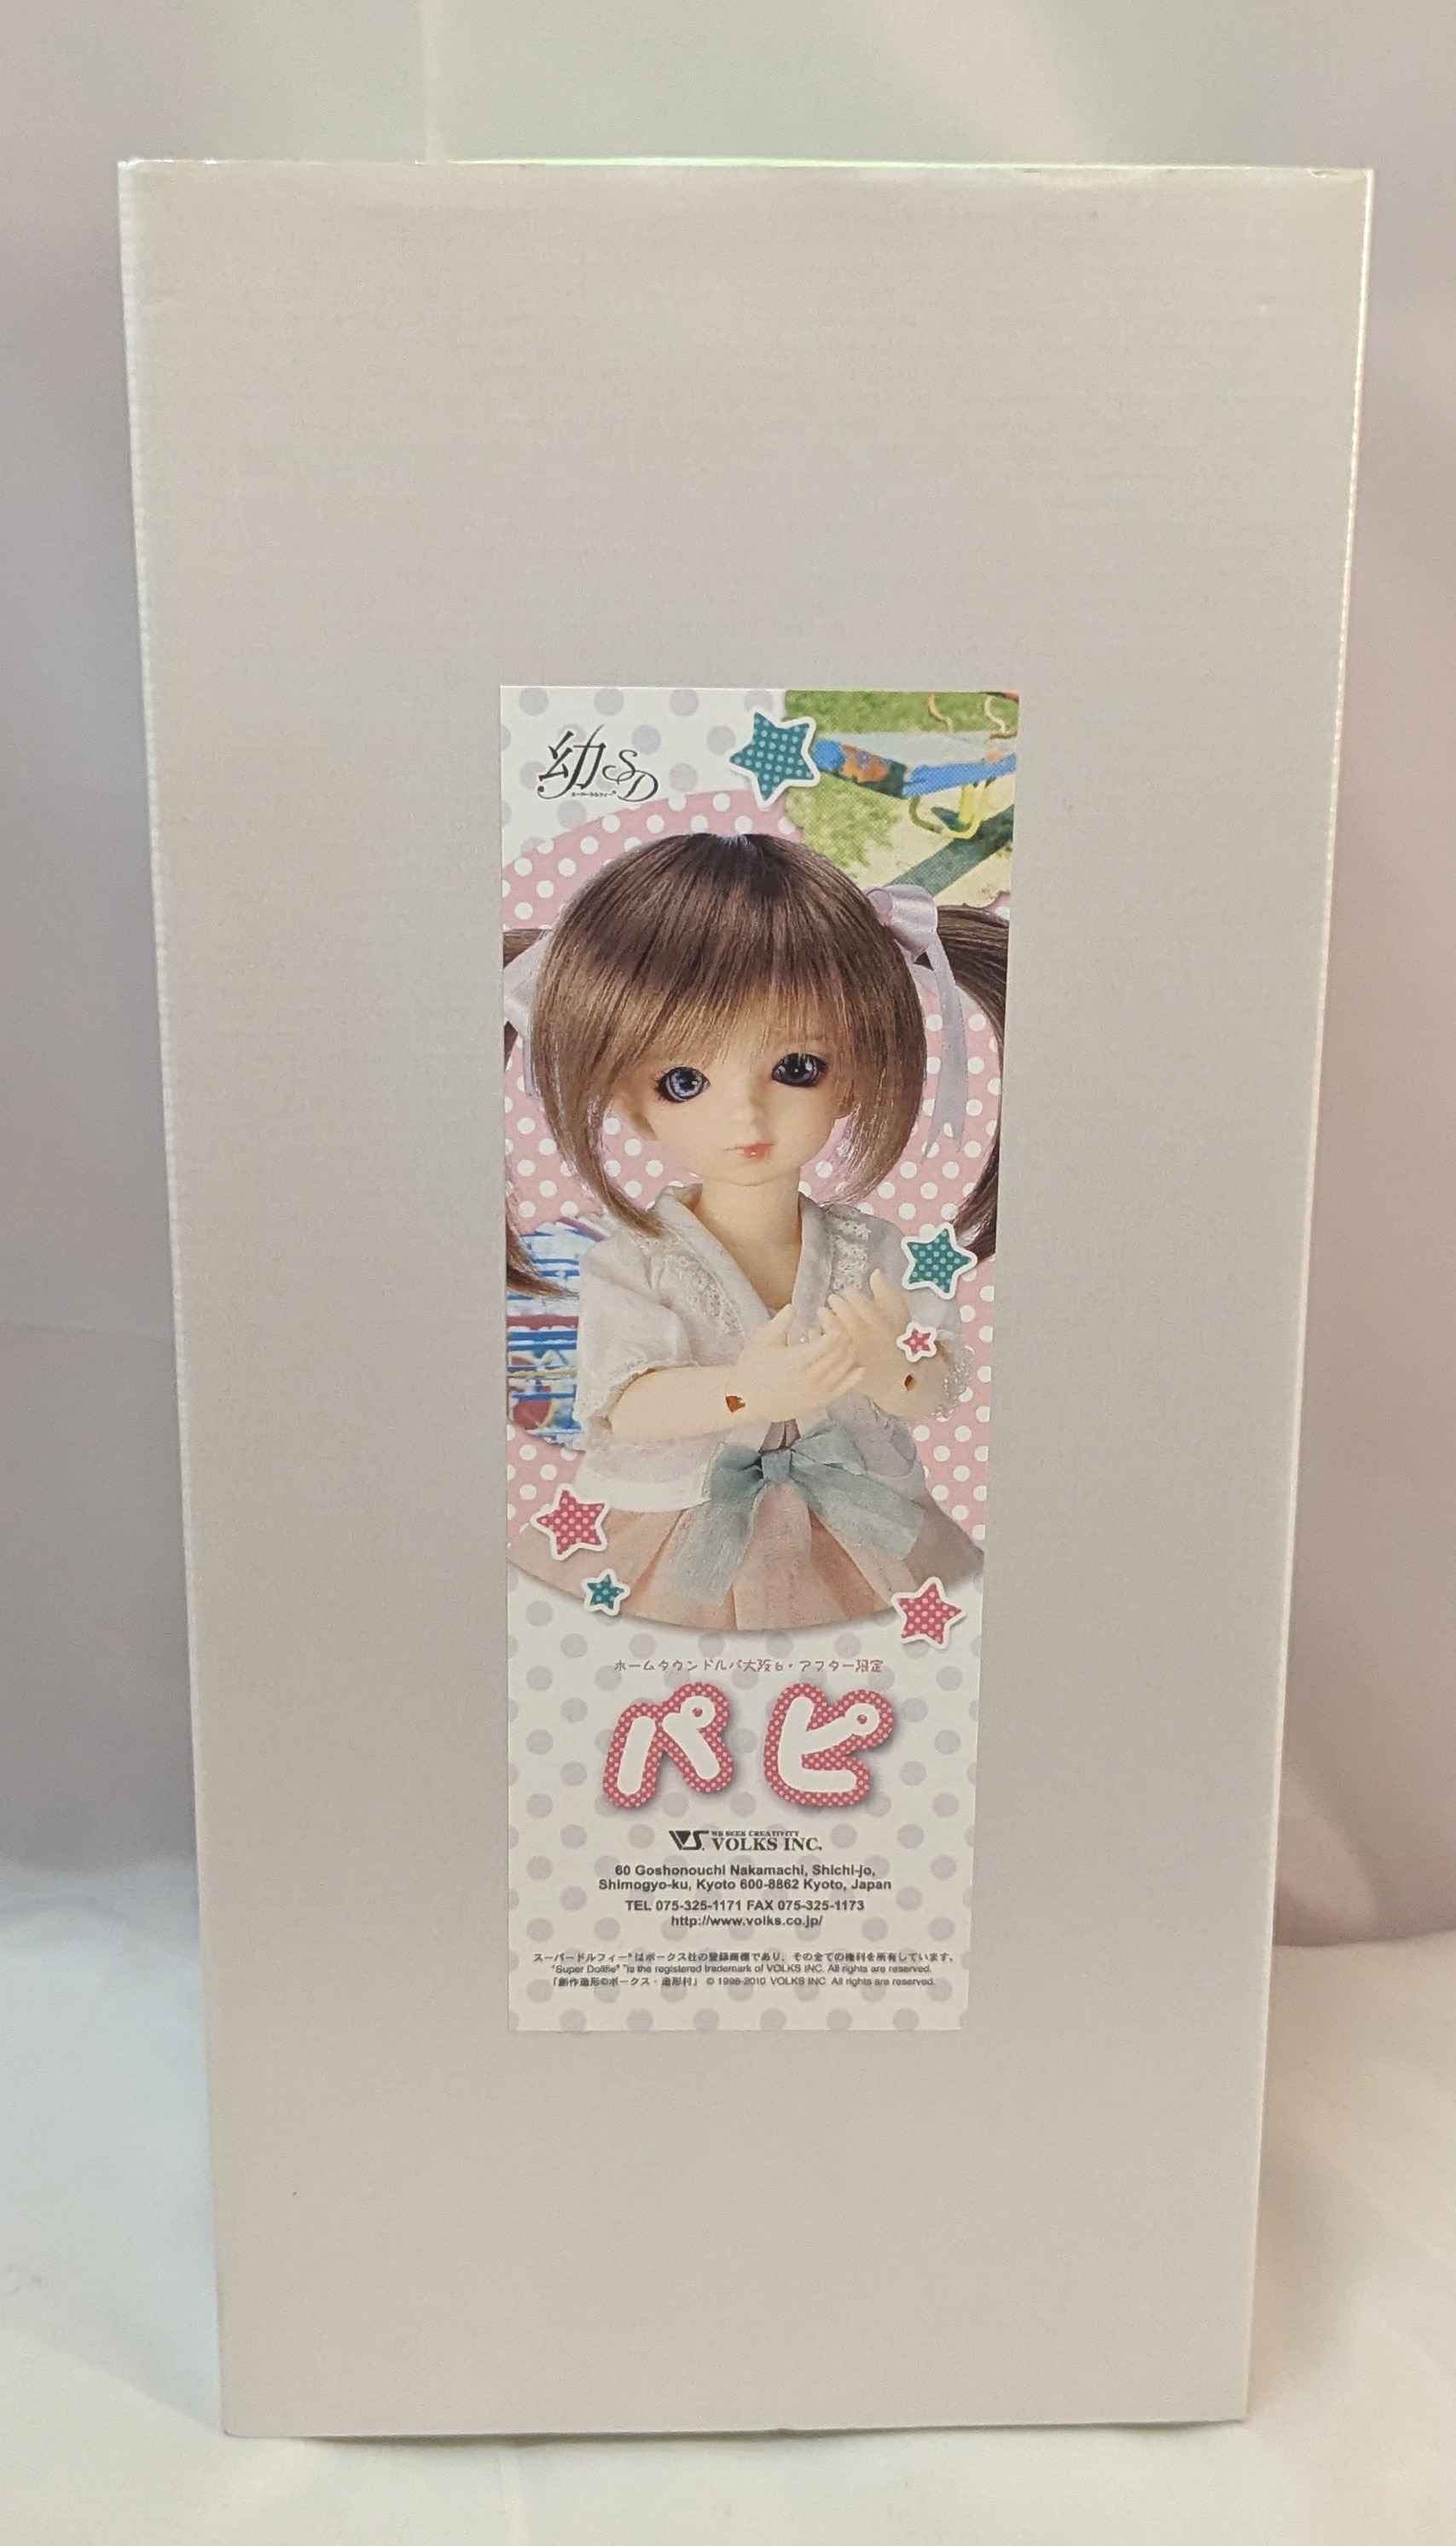 幼SD
スーパードルフィー®
ホームタウンドルパ大阪6・アフター限定
パピ
VS. WE SEEK CREATIVITY
VOLKS INC.
60 Goshonouchi Nakamachi, Shichi-jo,
Shimogyo-ku, Kyoto 600-8862 Kyoto, Japan
TEL 075-325-1171 FAX 075-325-1173
http://www.volks.co.jp/
スーパードルフィー®はボークス社の登録商標であり、その全ての権利を所有しています。
"Super Dollfie® "is the registered trademark of VOLKS INC. All rights are reserved.
「創作造形©ボークス・造形村」 © 1998-2010 VOLKS INC. All rights are reserved.